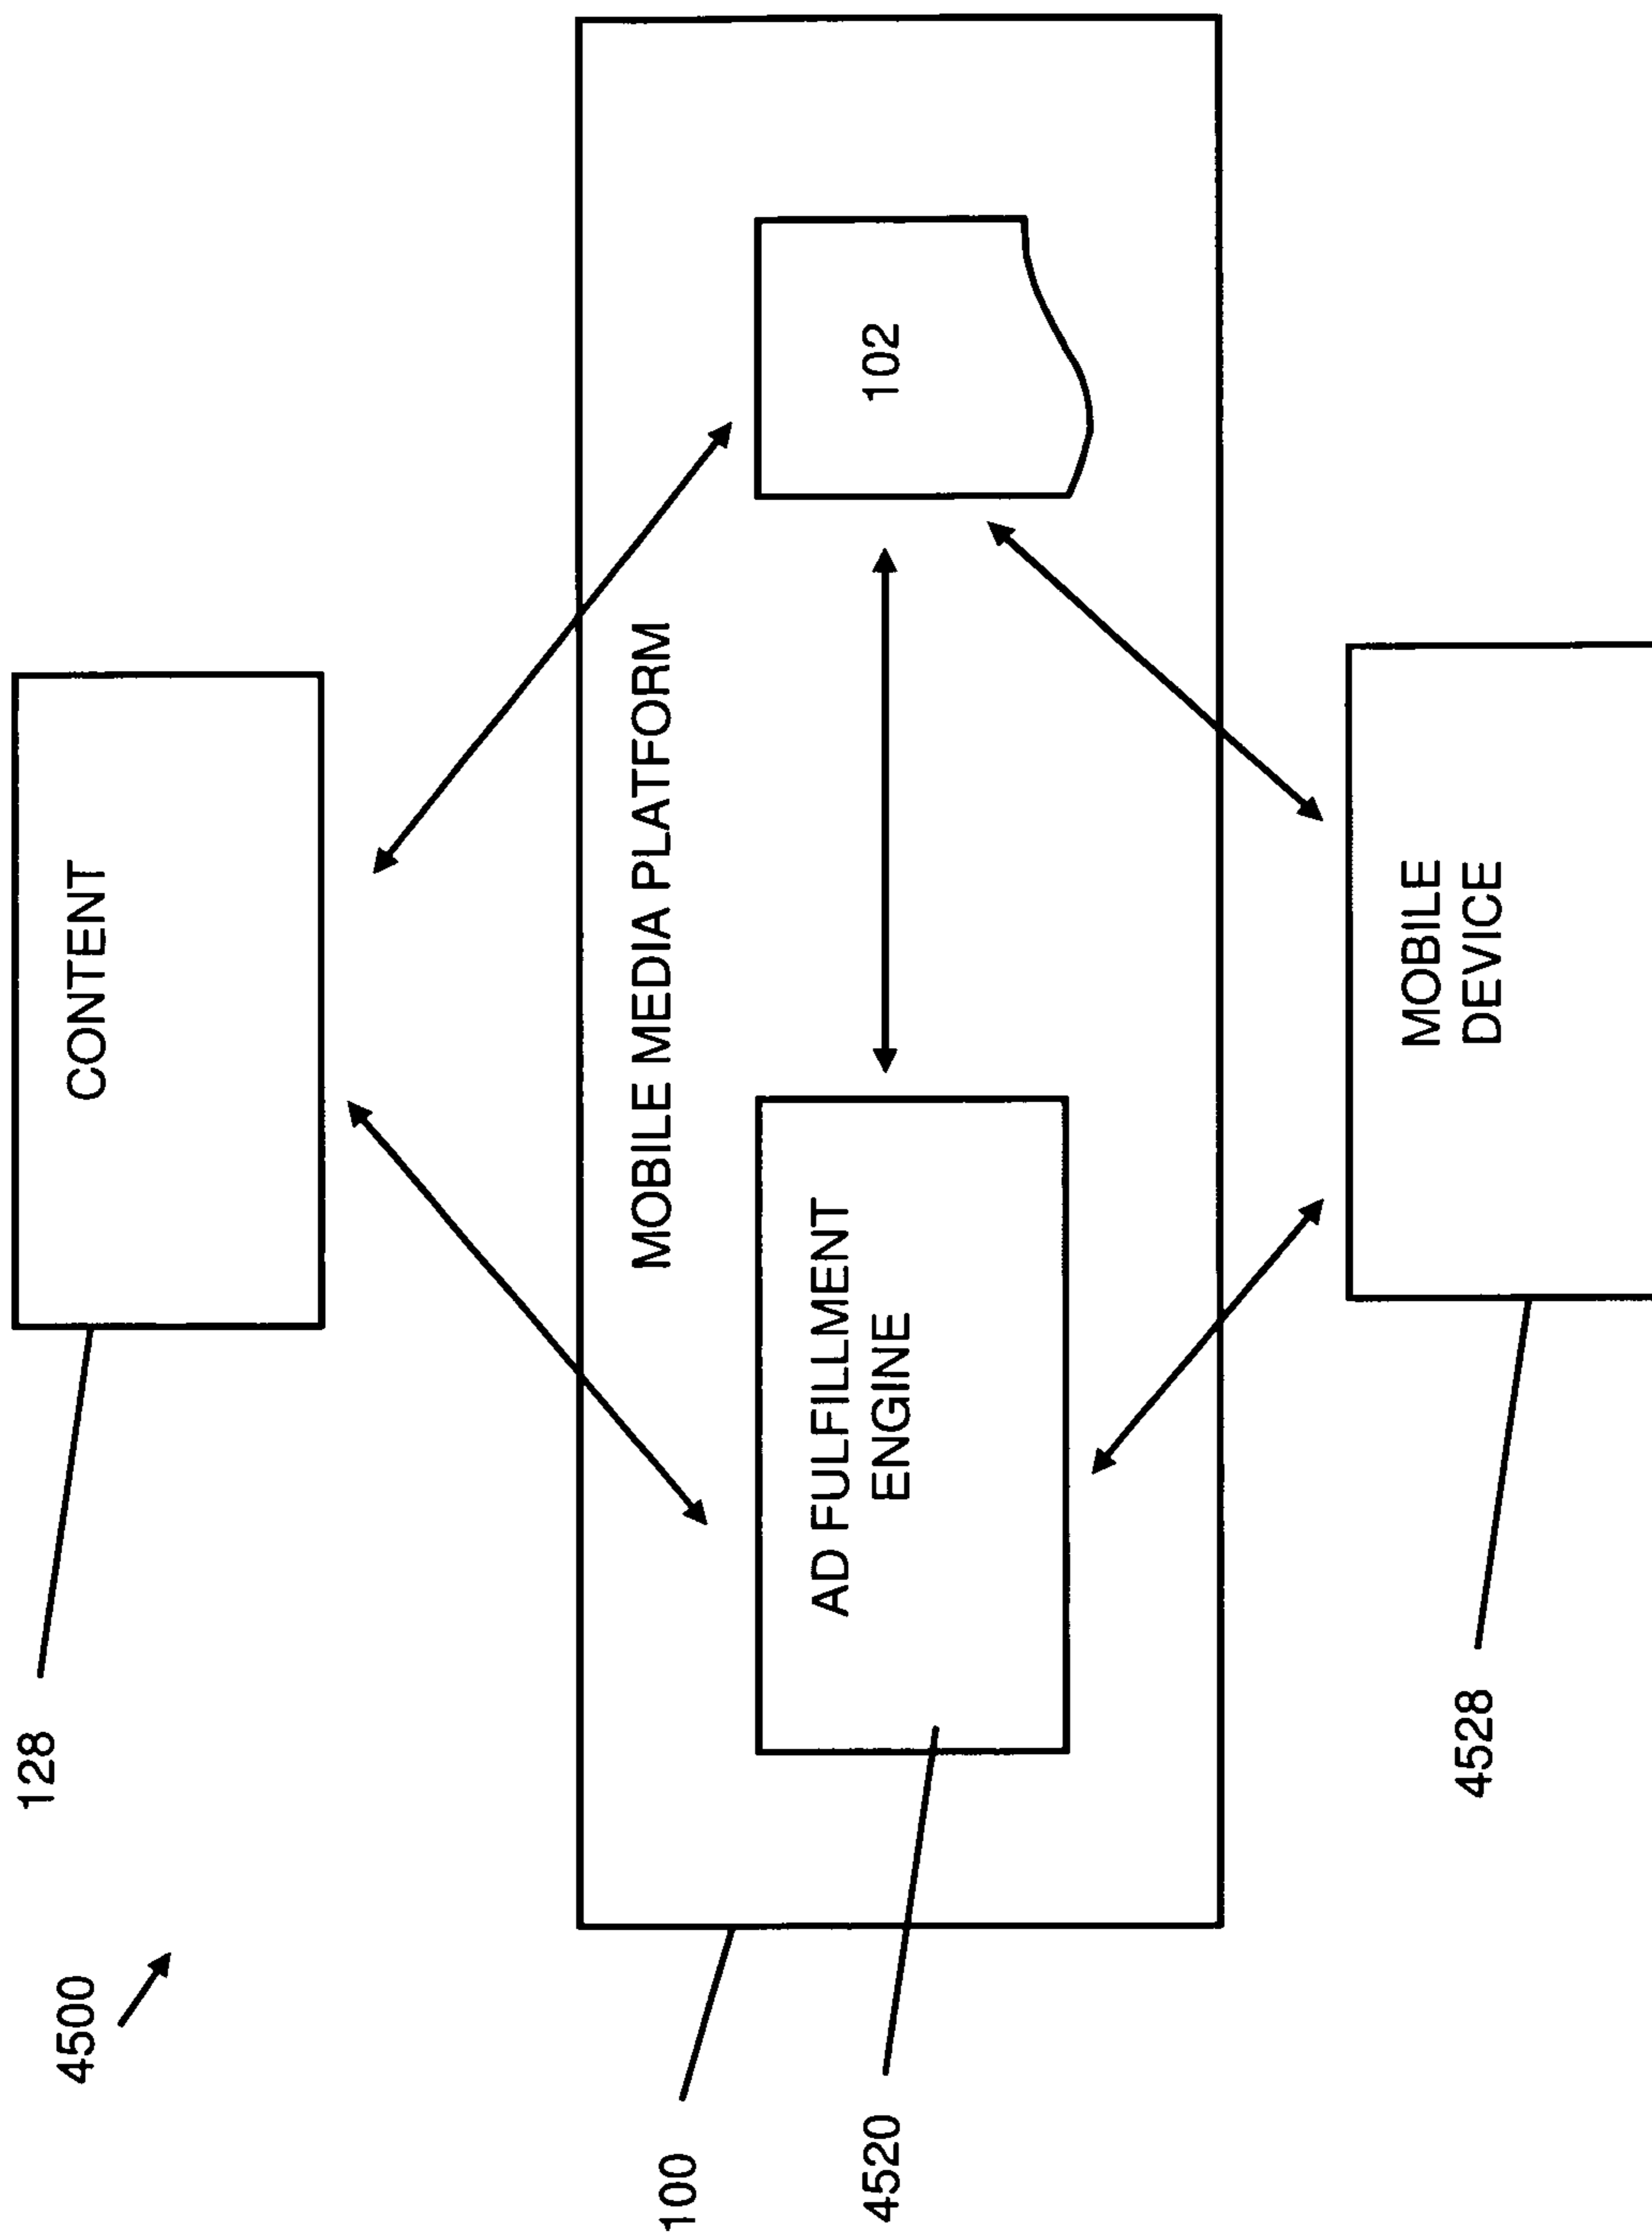 4500
128
CONTENT
100
MOBILE MEDIA PLATFORM
4520
AD FULFILLMENT
ENGINE
102
4528
MOBILE
DEVICE